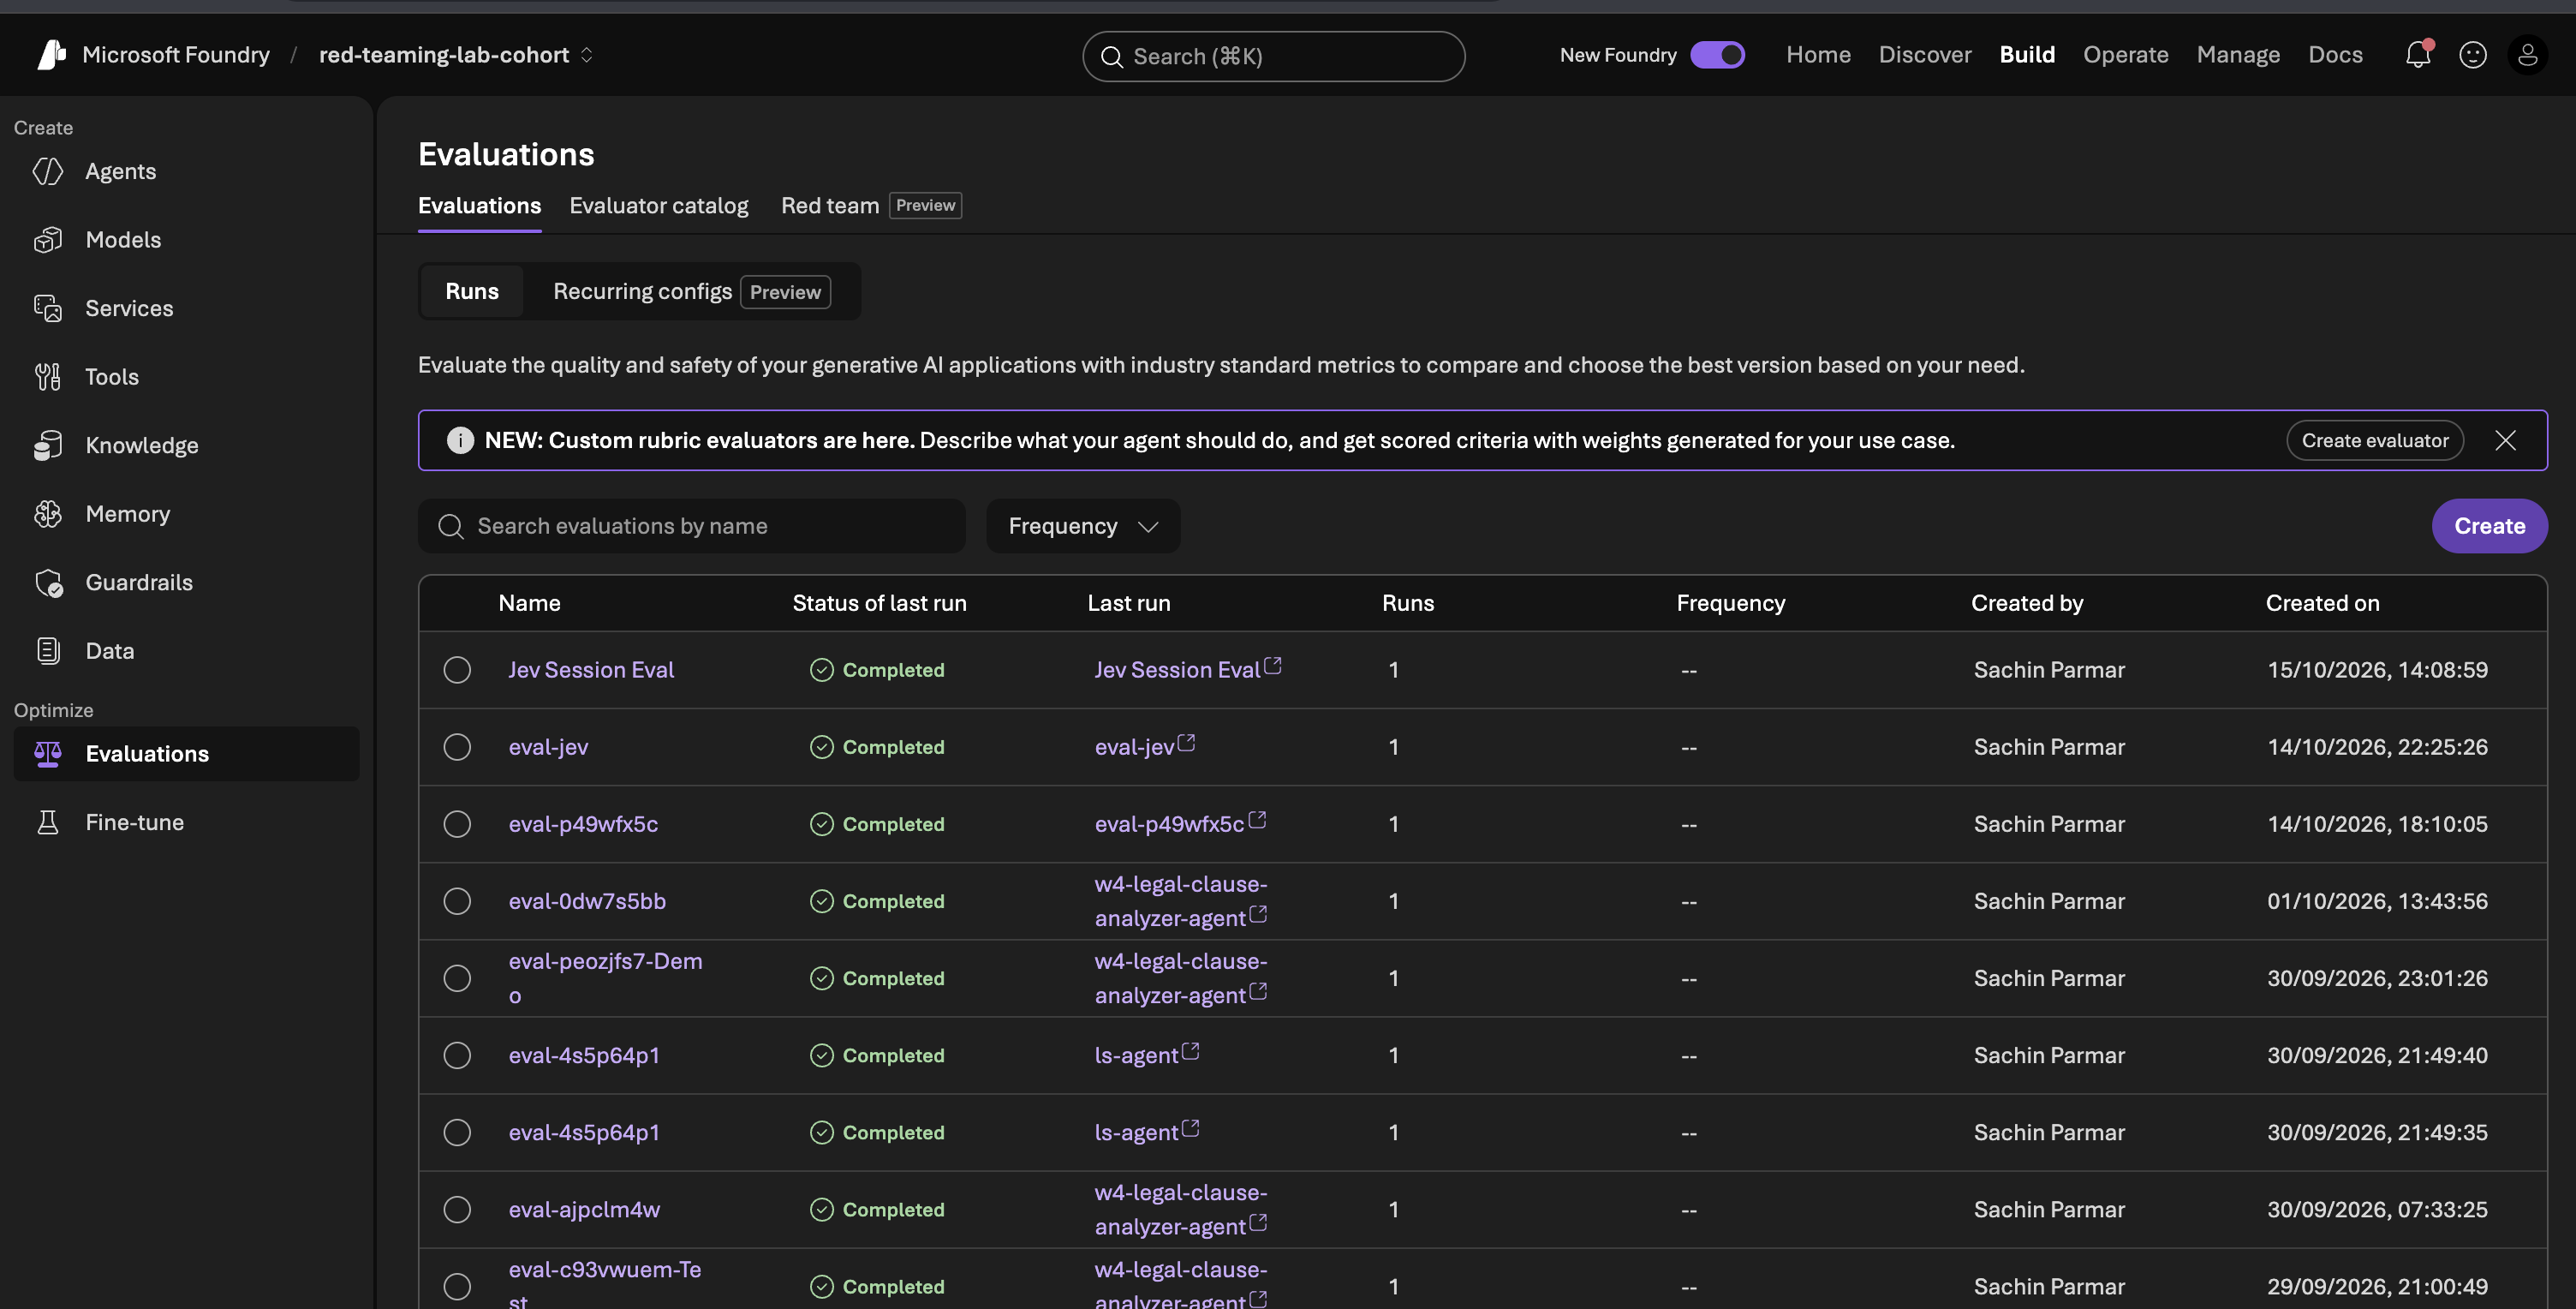 Microsoft Foundry / red-teaming-lab-cohort
Search (⌘K)
New Foundry
Home Discover Build Operate Manage Docs
Create
Agents
Models
Services
Tools
Knowledge
Memory
Guardrails
Data
Optimize
Evaluations
Fine-tune
Evaluations
Evaluations Evaluator catalog Red team Preview
Runs Recurring configs Preview
Evaluate the quality and safety of your generative AI applications with industry standard metrics to compare and choose the best version based on your need.
NEW: Custom rubric evaluators are here. Describe what your agent should do, and get scored criteria with weights generated for your use case. Create evaluator
Search evaluations by name Frequency Create
Name Status of last run Last run Runs Frequency Created by Created on
Jev Session Eval Completed Jev Session Eval 1 -- Sachin Parmar 15/10/2026, 14:08:59
eval-jev Completed eval-jev 1 -- Sachin Parmar 14/10/2026, 22:25:26
eval-p49wfx5c Completed eval-p49wfx5c 1 -- Sachin Parmar 14/10/2026, 18:10:05
eval-0dw7s5bb Completed w4-legal-clause-
analyzer-agent 1 -- Sachin Parmar 01/10/2026, 13:43:56
eval-peozjfs7-Dem
o Completed w4-legal-clause-
analyzer-agent 1 -- Sachin Parmar 30/09/2026, 23:01:26
eval-4s5p64p1 Completed ls-agent 1 -- Sachin Parmar 30/09/2026, 21:49:40
eval-4s5p64p1 Completed ls-agent 1 -- Sachin Parmar 30/09/2026, 21:49:35
eval-ajpclm4w Completed w4-legal-clause-
analyzer-agent 1 -- Sachin Parmar 30/09/2026, 07:33:25
eval-c93vwuem-Te
st Completed w4-legal-clause-
analyzer-agent 1 -- Sachin Parmar 29/09/2026, 21:00:49